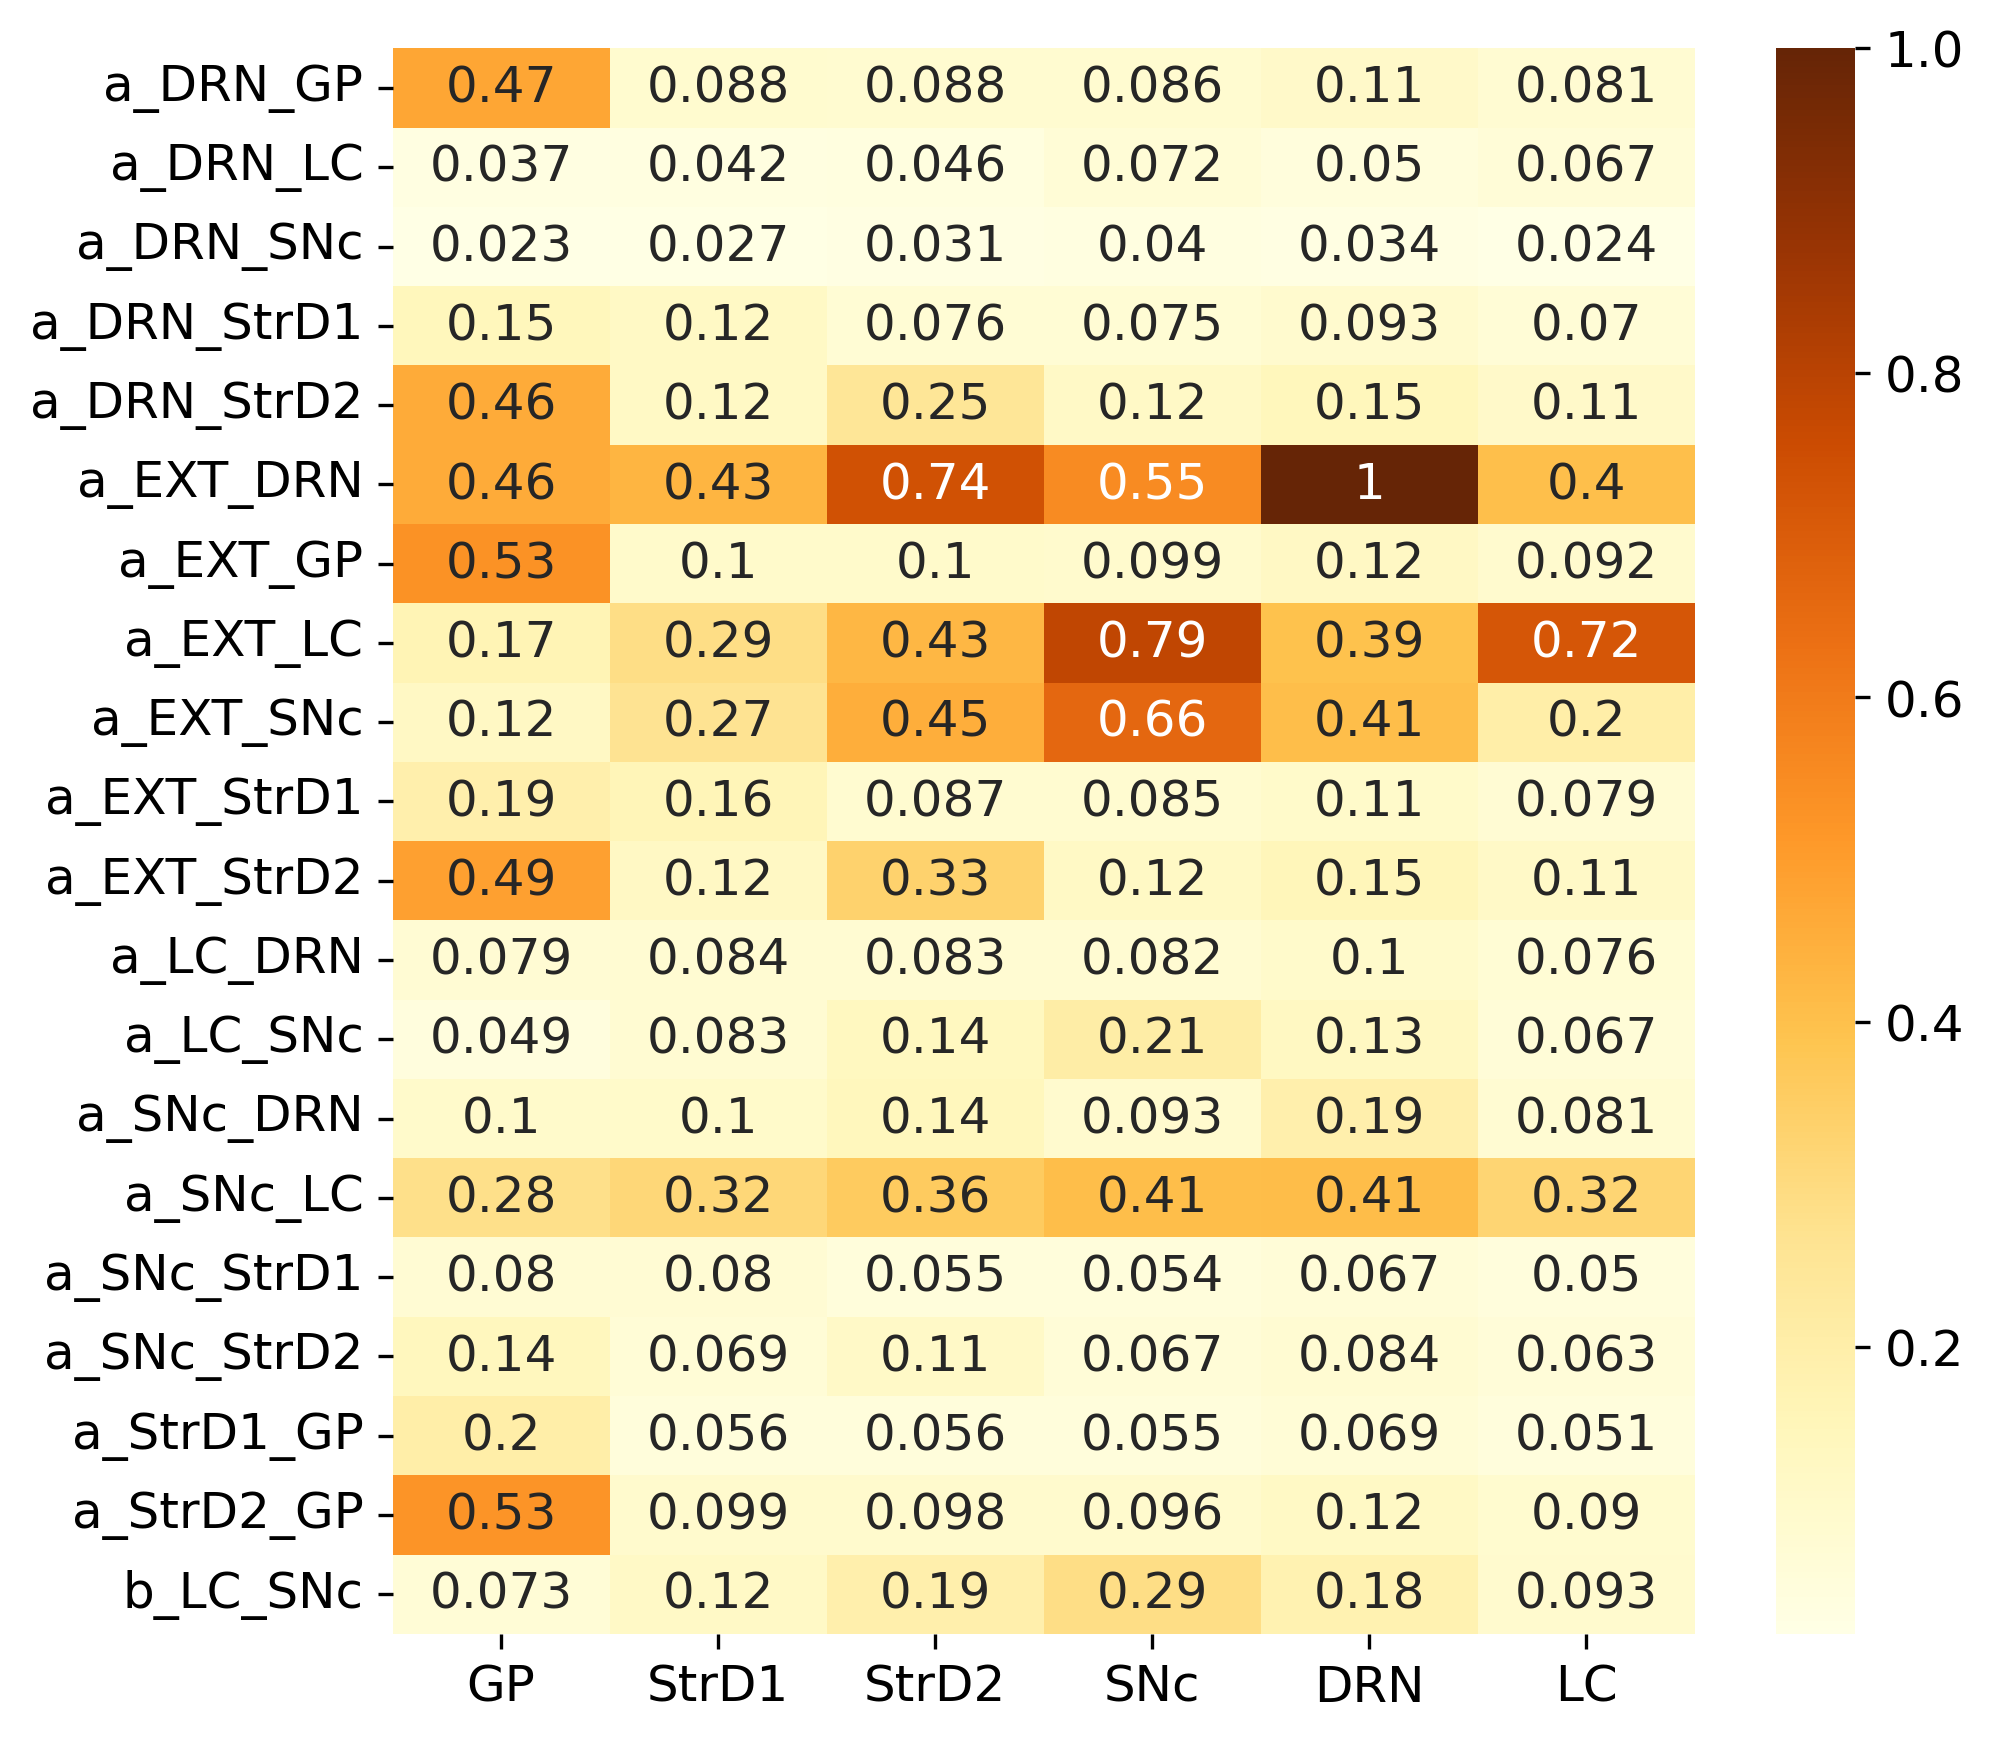 a_DRN_GP 0.47 0.088 0.088 0.086 0.11 0.081
a_DRN_LC 0.037 0.042 0.046 0.072 0.05 0.067
a_DRN_SNc 0.023 0.027 0.031 0.04 0.034 0.024
a_DRN_StrD1 0.15 0.12 0.076 0.075 0.093 0.07
a_DRN_StrD2 0.46 0.12 0.25 0.12 0.15 0.11
a_EXT_DRN 0.46 0.43 0.74 0.55 1 0.4
a_EXT_GP 0.53 0.1 0.1 0.099 0.12 0.092
a_EXT_LC 0.17 0.29 0.43 0.79 0.39 0.72
a_EXT_SNc 0.12 0.27 0.45 0.66 0.41 0.2
a_EXT_StrD1 0.19 0.16 0.087 0.085 0.11 0.079
a_EXT_StrD2 0.49 0.12 0.33 0.12 0.15 0.11
a_LC_DRN 0.079 0.084 0.083 0.082 0.1 0.076
a_LC_SNc 0.049 0.083 0.14 0.21 0.13 0.067
a_SNc_DRN 0.1 0.1 0.14 0.093 0.19 0.081
a_SNc_LC 0.28 0.32 0.36 0.41 0.41 0.32
a_SNc_StrD1 0.08 0.08 0.055 0.054 0.067 0.05
a_SNc_StrD2 0.14 0.069 0.11 0.067 0.084 0.063
a_StrD1_GP 0.2 0.056 0.056 0.055 0.069 0.051
a_StrD2_GP 0.53 0.099 0.098 0.096 0.12 0.09
b_LC_SNc 0.073 0.12 0.19 0.29 0.18 0.093
GP StrD1 StrD2 SNc DRN LC
1.0
0.8
0.6
0.4
0.2